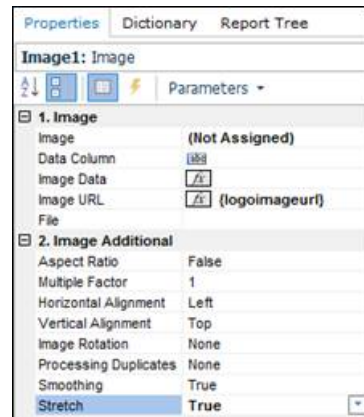 Properties Dictionary Report Tree
Image1: Image
Parameters
1. Image
Image (Not Assigned)
Data Column
Image Data
Image URL {logoimageurl}
File
2. Image Additional
Aspect Ratio False
Multiple Factor 1
Horizontal Alignment Left
Vertical Alignment Top
Image Rotation None
Processing Duplicates None
Smoothing True
Stretch True